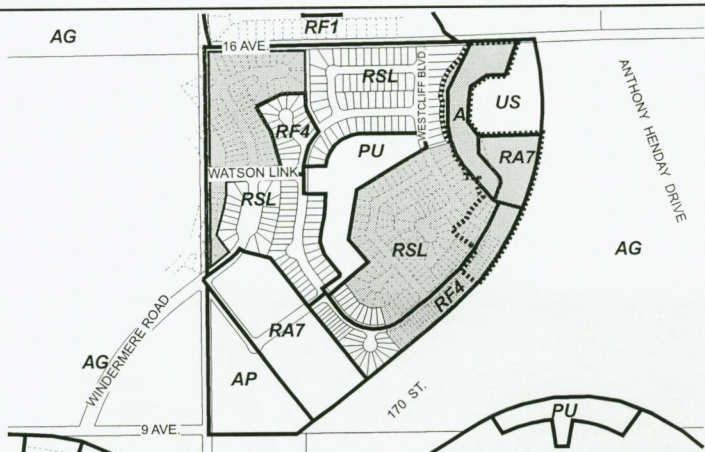 RF1
AG
16 AVE.
RSL
WESTCLIFF BLVD
A
US
ANTHONY HENDAY DRIVE
RF4
PU
RA7
WATSON LINK
RSL
RSL
AG
RF4
WINDERMERE ROAD
RA7
AG
AP
170 ST.
PU
9 AVE.